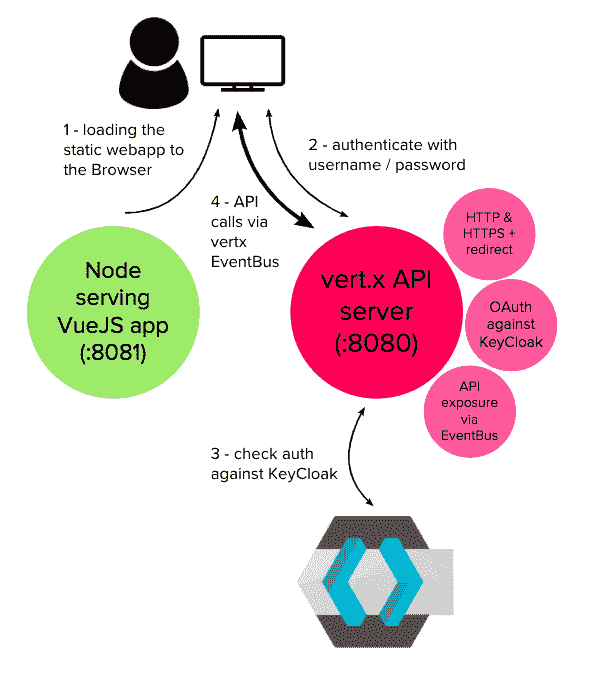 1 - loading the
static webapp to
the Browser
2 - authenticate with
username / password
4 - API
calls via
vertx
EventBus
HTTP &
HTTPS +
redirect
Node
serving
VueJS app
(:8081)
vert.x API
server
(:8080)
OAuth
against
KeyCloak
API
exposure
via
EventBus
3 - check auth
against KeyCloak